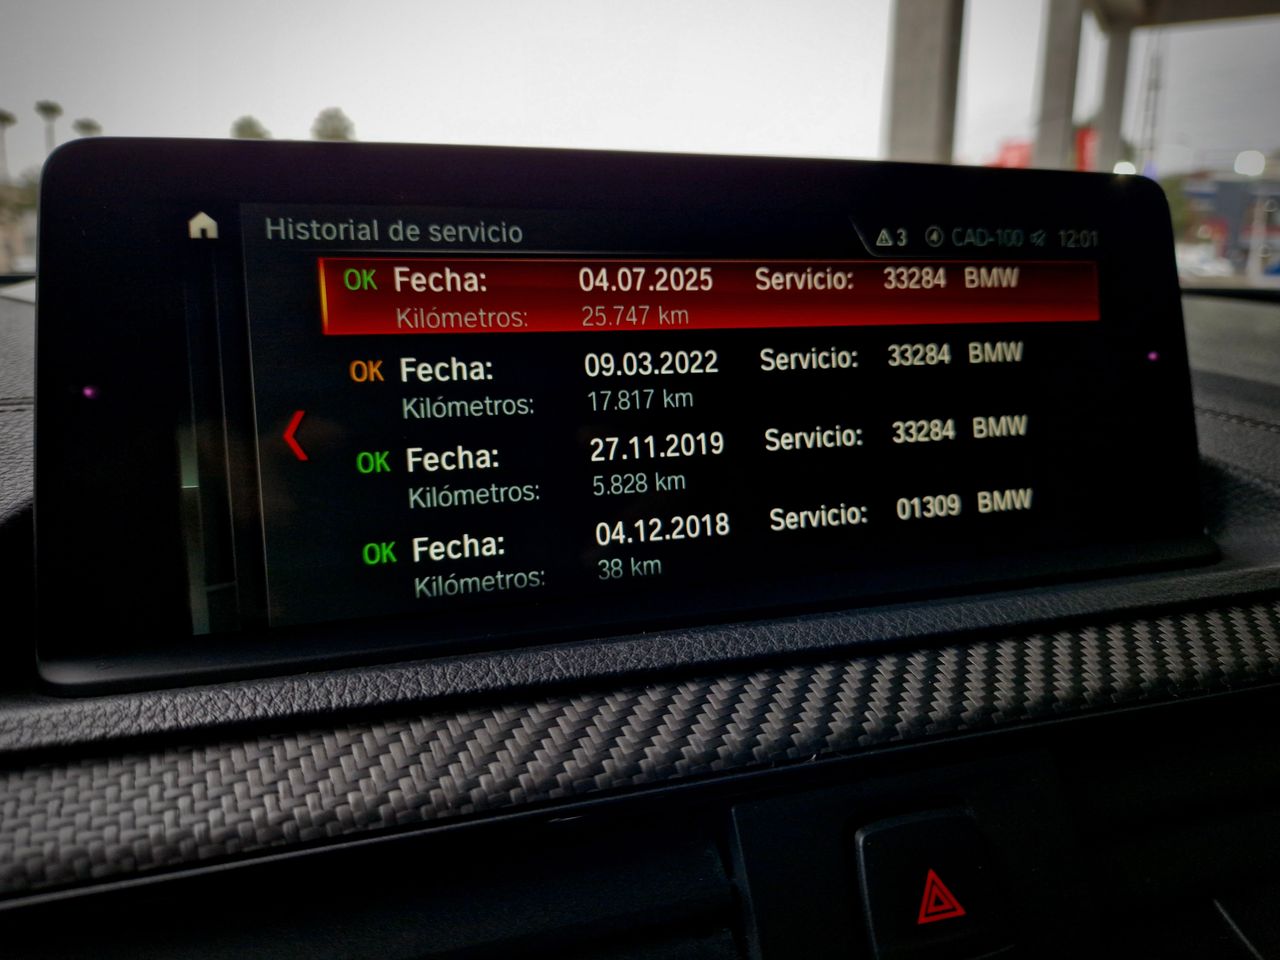 Historial de servicio 3 CAD-100 12:01
OK Fecha: 04.07.2025 Servicio: 33284 BMW
Kilómetros: 25.747 km
OK Fecha: 09.03.2022 Servicio: 33284 BMW
Kilómetros: 17.817 km
OK Fecha: 27.11.2019 Servicio: 33284 BMW
Kilómetros: 5.828 km
OK Fecha: 04.12.2018 Servicio: 01309 BMW
Kilómetros: 38 km